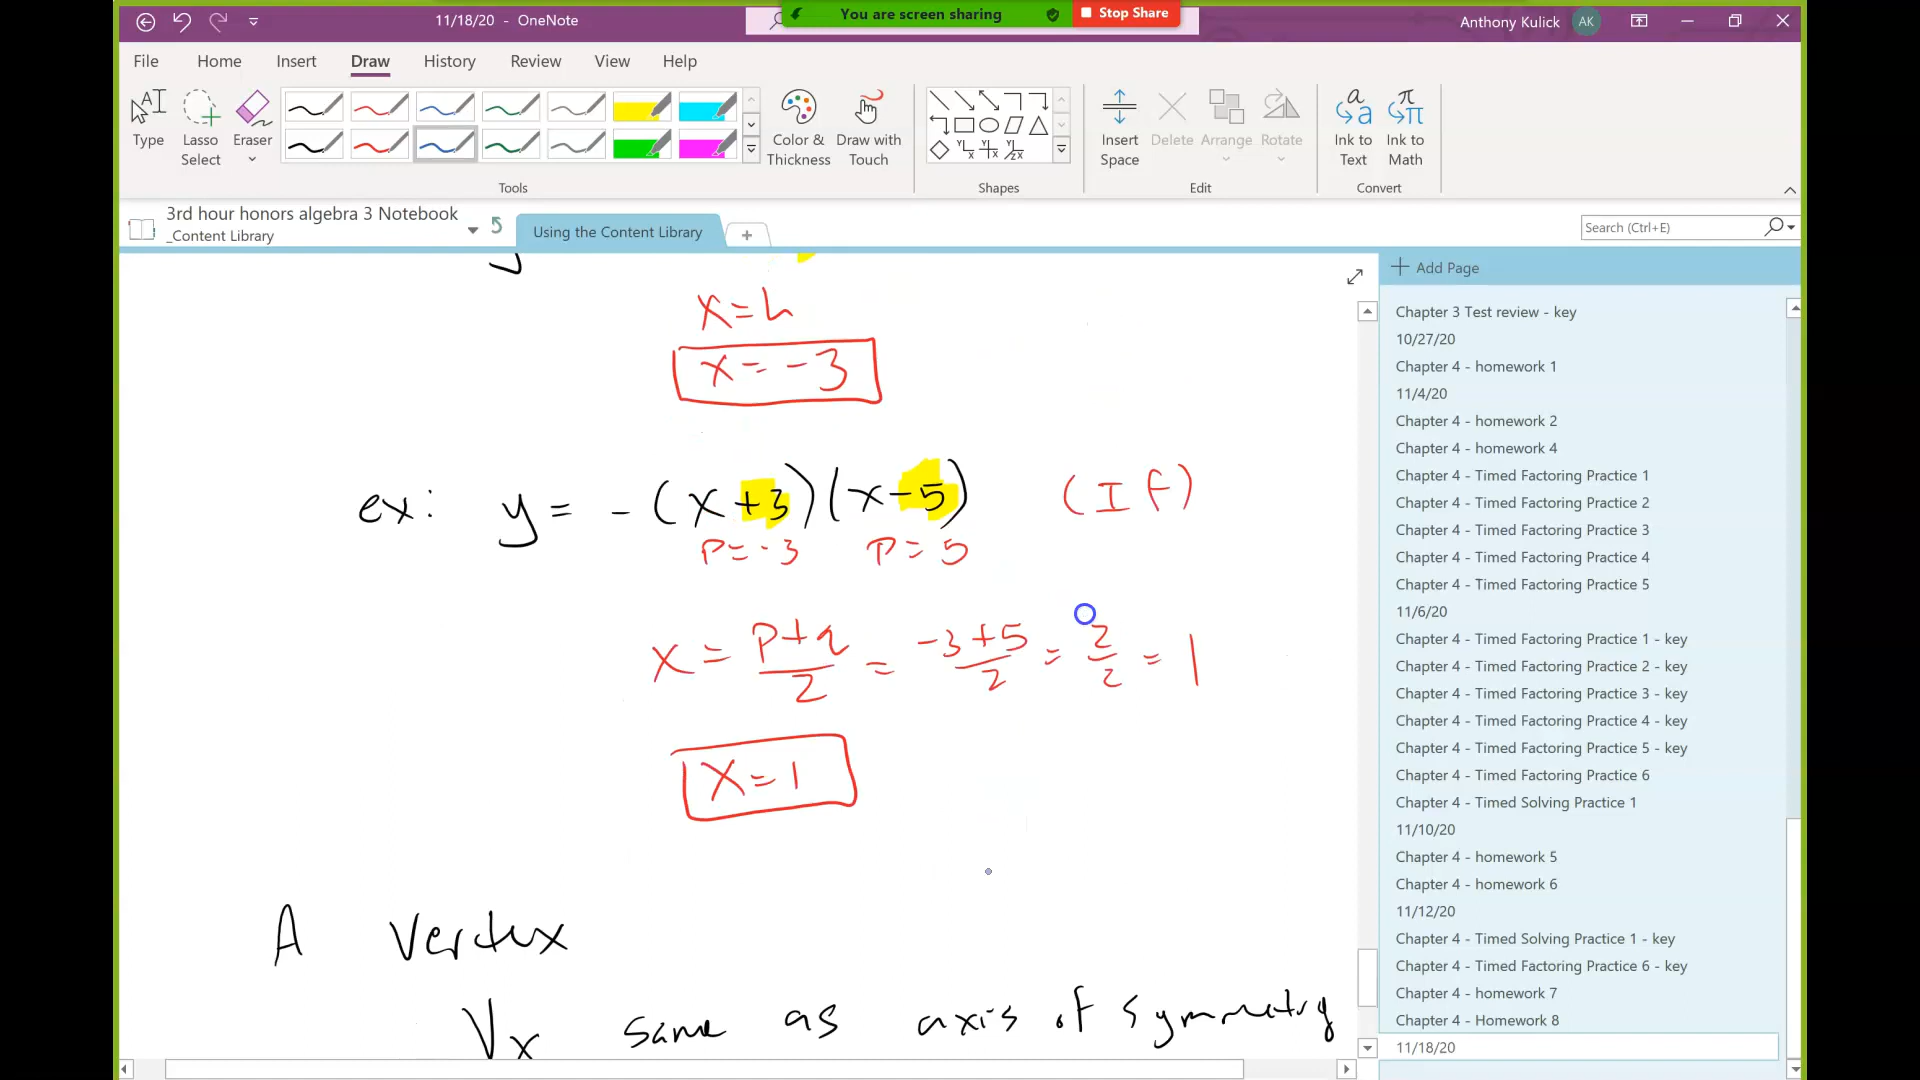 11/18/20 - OneNote
You are screen sharing
Stop Share
Anthony Kulick
AK
File Home Insert Draw History Review View Help
Type
Lasso Select
Eraser
Color & Thickness
Draw with Touch
Insert Space
Delete
Arrange
Rotate
Ink to Text
Ink to Math
Tools
Shapes
Edit
Convert
3rd hour honors algebra 3 Notebook
_Content Library
Using the Content Library
Search (Ctrl+E)
x = h
x = -3
ex: y = -(x+3)(x-5) (IF)
P = -3 P = 5
x = p+q/2 = -3+5/2 = 2/2 = 1
x = 1
A Vertex
Vx same as axis of symmetry
Add Page
Chapter 3 Test review - key
10/27/20
Chapter 4 - homework 1
11/4/20
Chapter 4 - homework 2
Chapter 4 - homework 4
Chapter 4 - Timed Factoring Practice 1
Chapter 4 - Timed Factoring Practice 2
Chapter 4 - Timed Factoring Practice 3
Chapter 4 - Timed Factoring Practice 4
Chapter 4 - Timed Factoring Practice 5
11/6/20
Chapter 4 - Timed Factoring Practice 1 - key
Chapter 4 - Timed Factoring Practice 2 - key
Chapter 4 - Timed Factoring Practice 3 - key
Chapter 4 - Timed Factoring Practice 4 - key
Chapter 4 - Timed Factoring Practice 5 - key
Chapter 4 - Timed Factoring Practice 6
Chapter 4 - Timed Solving Practice 1
11/10/20
Chapter 4 - homework 5
Chapter 4 - homework 6
11/12/20
Chapter 4 - Timed Solving Practice 1 - key
Chapter 4 - Timed Factoring Practice 6 - key
Chapter 4 - homework 7
Chapter 4 - Homework 8
11/18/20